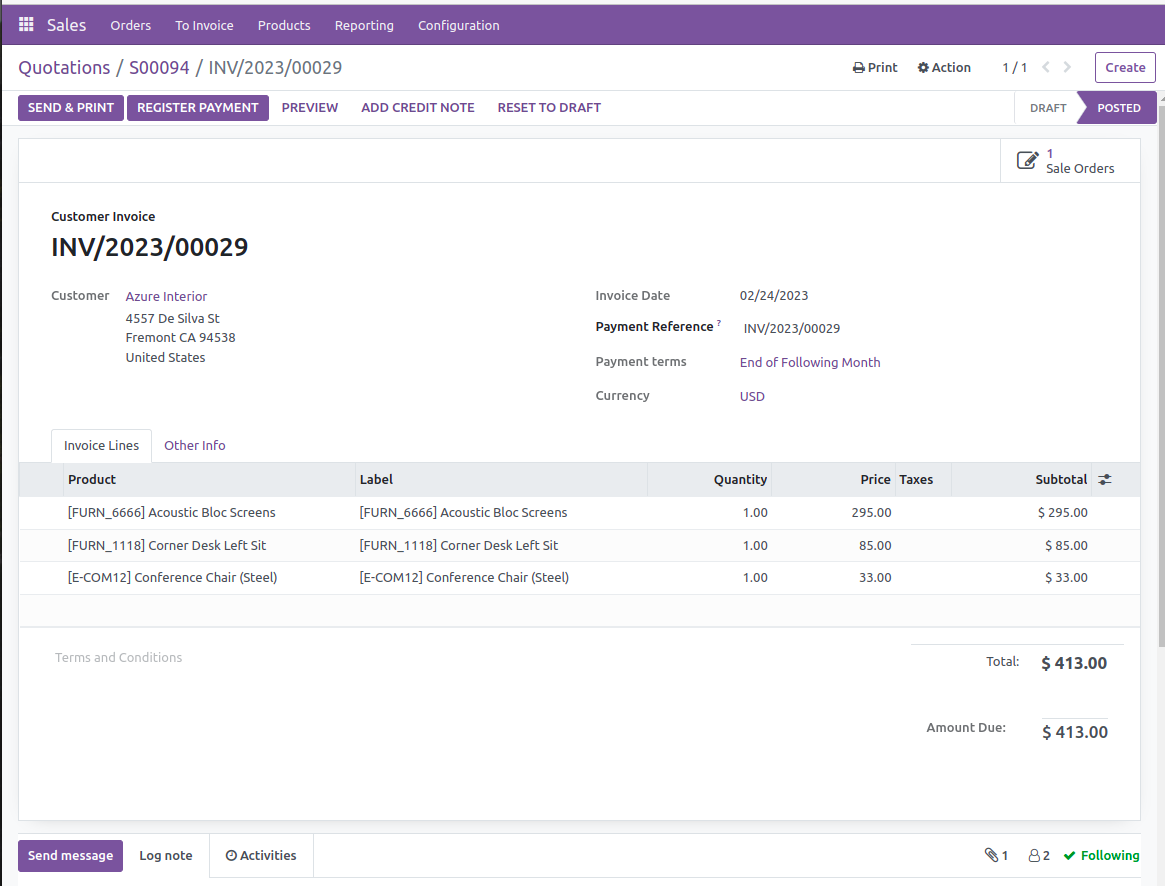 Sales Orders To Invoice Products Reporting Configuration
Quotations / S00094 / INV/2023/00029 Print Action 1 / 1 Create
SEND & PRINT REGISTER PAYMENT PREVIEW ADD CREDIT NOTE RESET TO DRAFT DRAFT POSTED
1
Sale Orders
Customer Invoice
INV/2023/00029
Customer Azure Interior
4557 De Silva St
Fremont CA 94538
United States
Invoice Date 02/24/2023
Payment Reference ? INV/2023/00029
Payment terms End of Following Month
Currency USD
Invoice Lines Other Info
Product Label Quantity Price Taxes Subtotal
[FURN_6666] Acoustic Bloc Screens [FURN_6666] Acoustic Bloc Screens 1.00 295.00 $ 295.00
[FURN_1118] Corner Desk Left Sit [FURN_1118] Corner Desk Left Sit 1.00 85.00 $ 85.00
[E-COM12] Conference Chair (Steel) [E-COM12] Conference Chair (Steel) 1.00 33.00 $ 33.00
Terms and Conditions
Total: $ 413.00
Amount Due: $ 413.00
Send message Log note Activities 1 2 Following